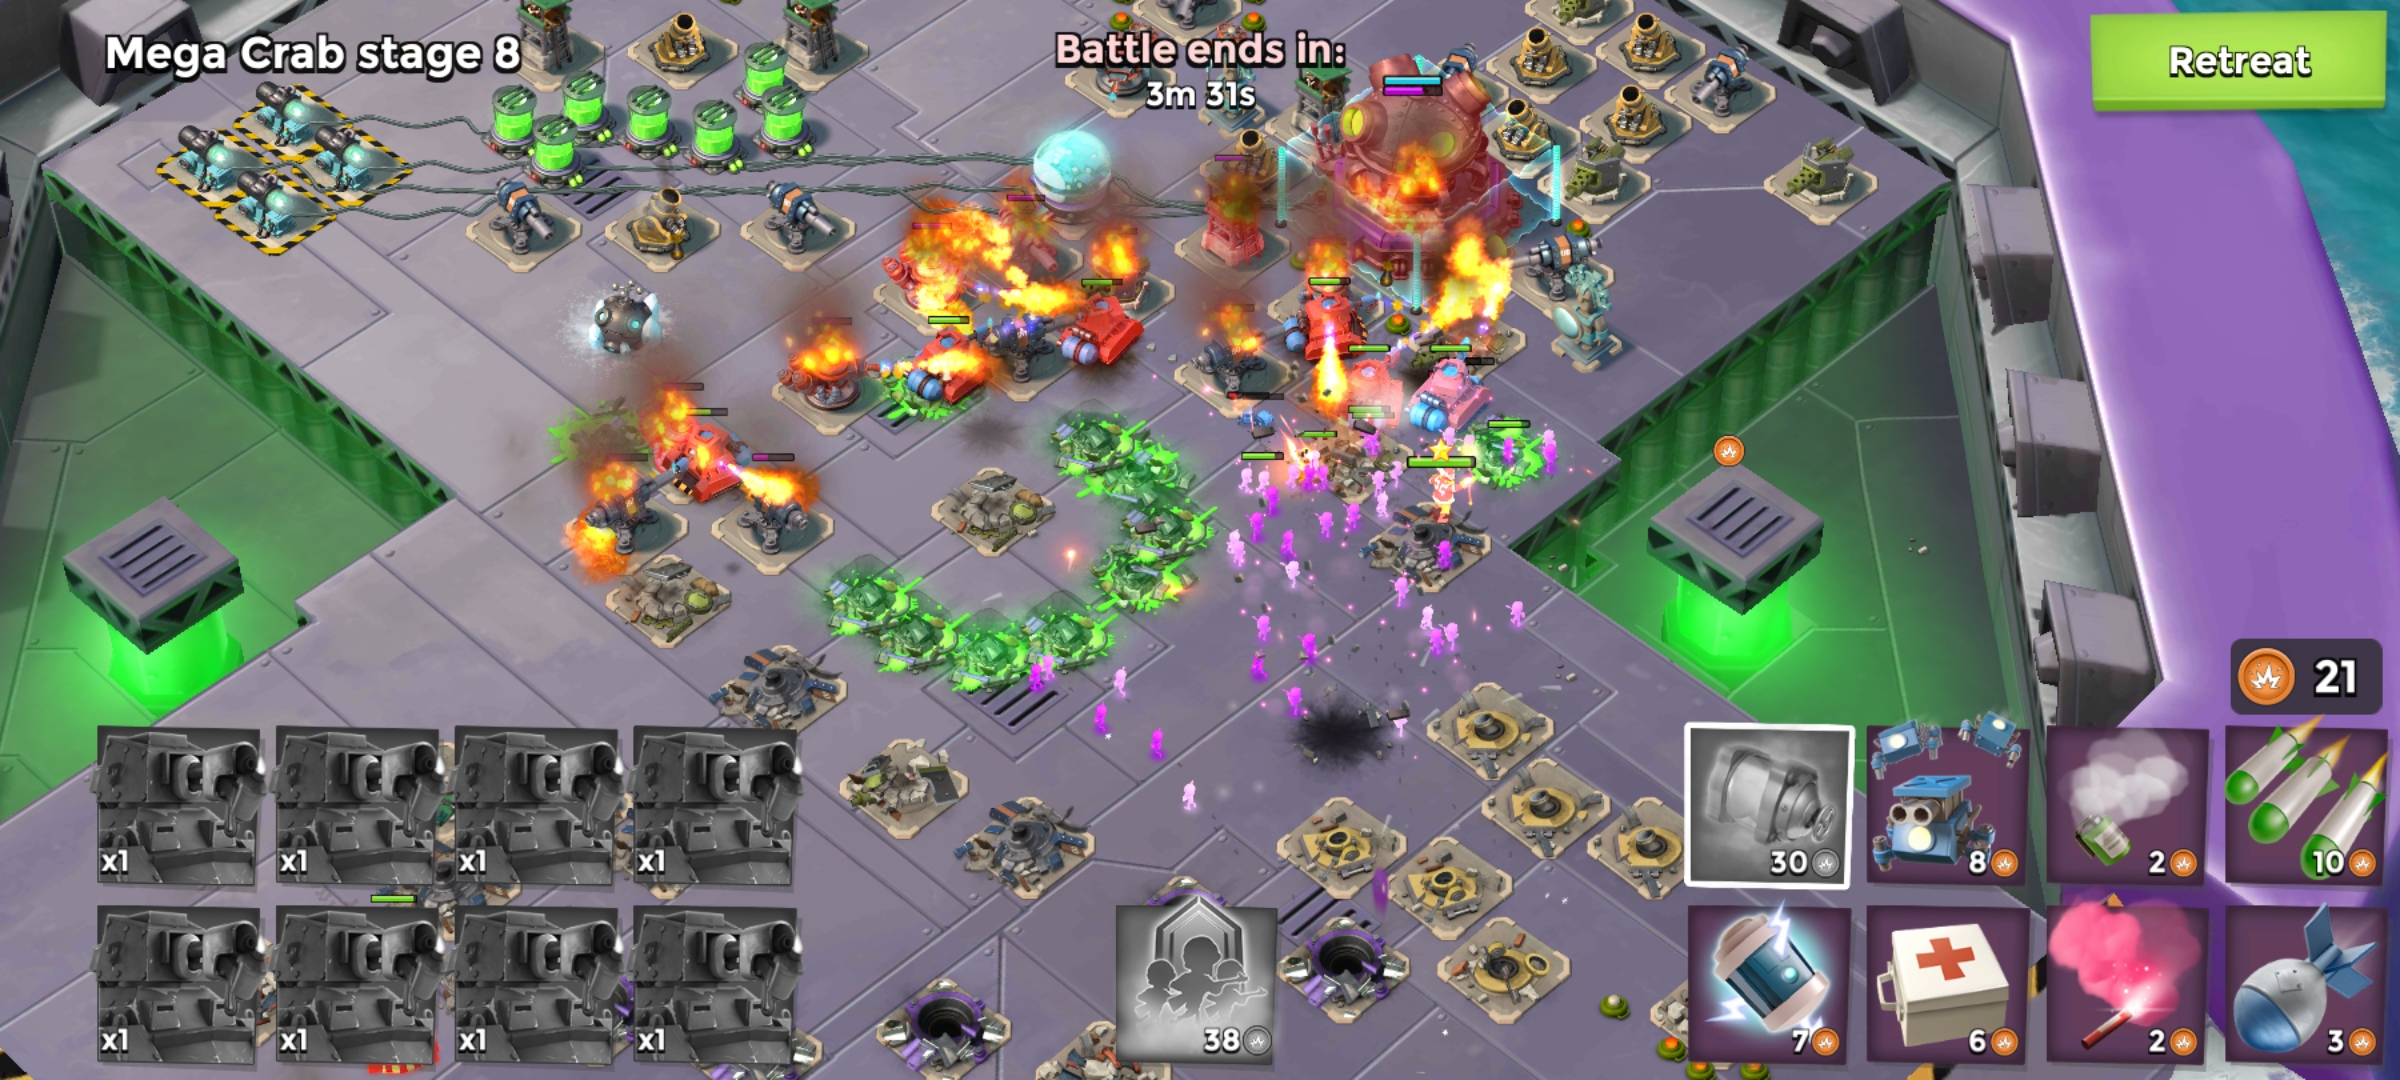 Mega Crab stage 8
Battle ends in:
3m 31s
Retreat
21
x1 x1 x1 x1
30 8 2 10
x1 x1 x1 x1
38
7 6 2 3